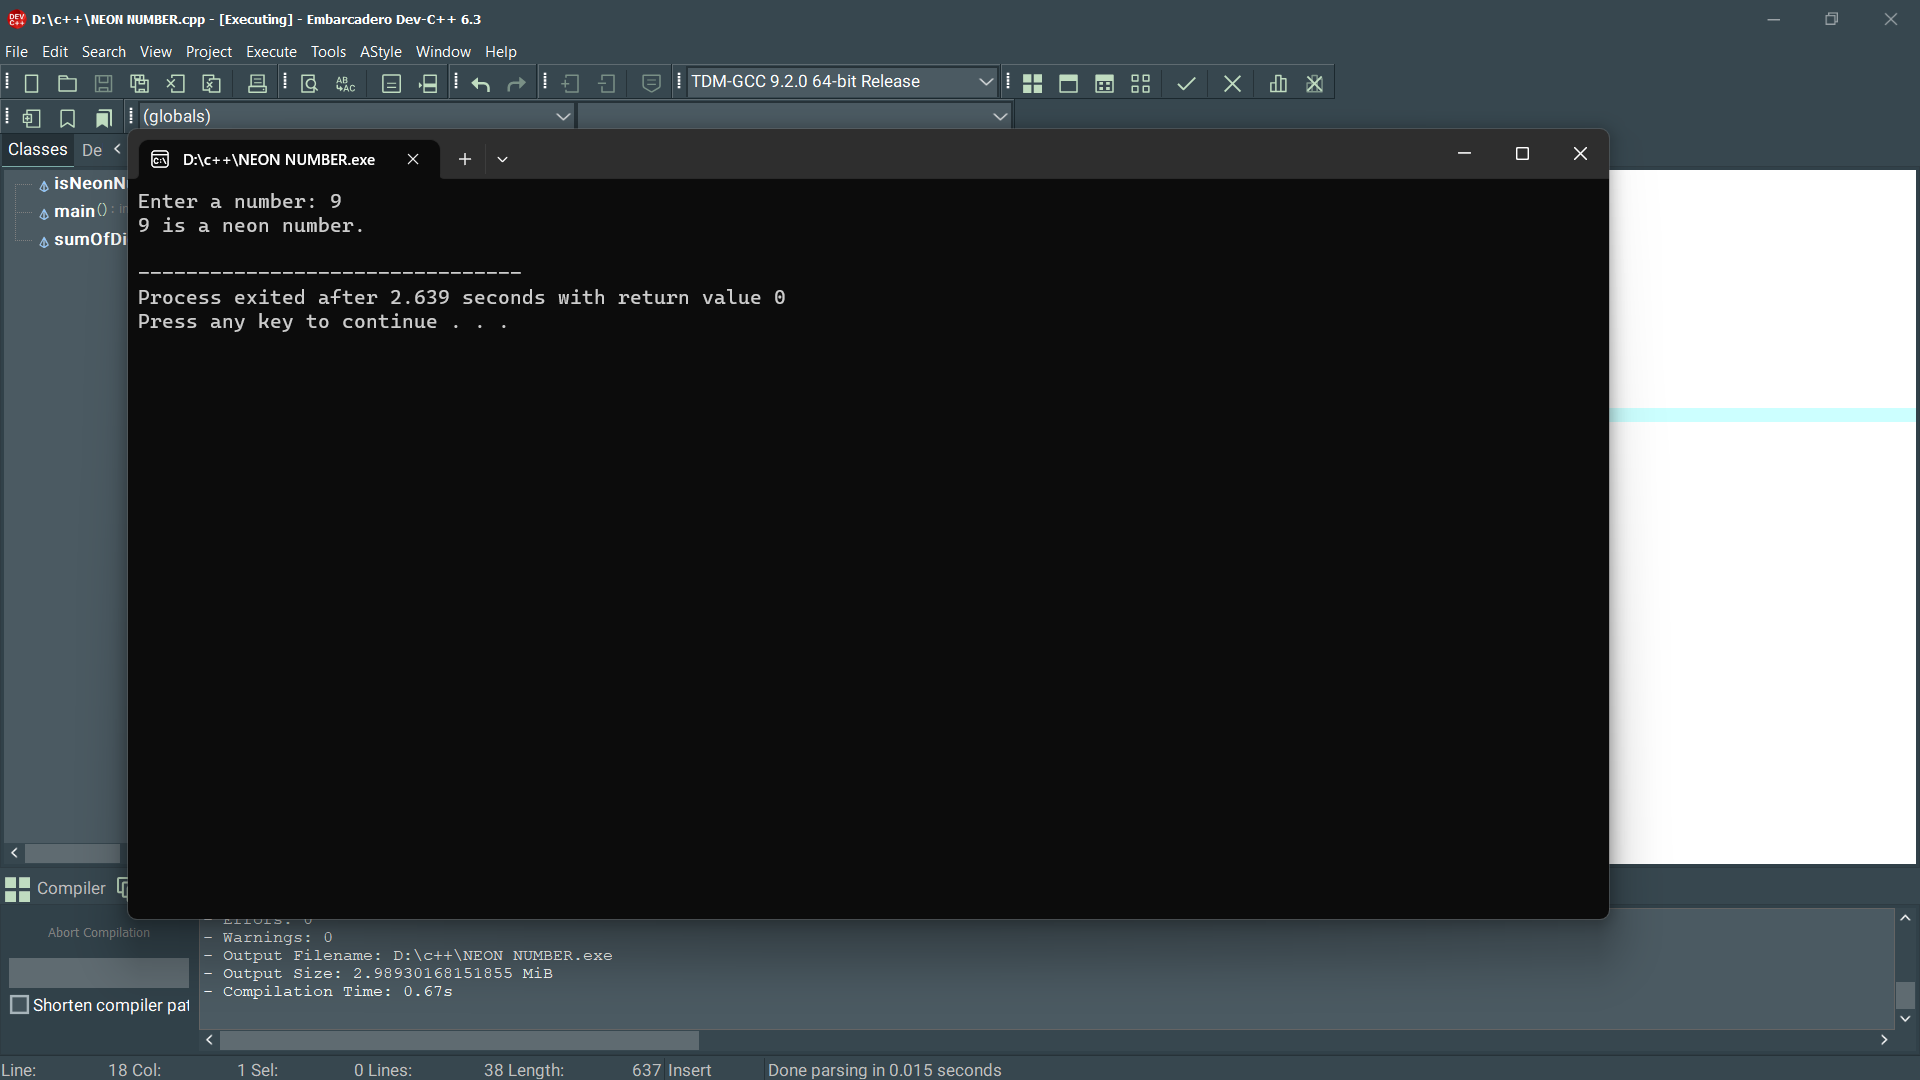 D:\c++\NEON NUMBER.cpp - [Executing] - Embarcadero Dev-C++ 6.3
File Edit Search View Project Execute Tools AStyle Window Help
TDM-GCC 9.2.0 64-bit Release
(globals)
Classes De
D:\c++\NEON NUMBER.exe
isNeonN
main() : in
sumOfDi
Enter a number: 9
9 is a neon number.
--------------------------------
Process exited after 2.639 seconds with return value 0
Press any key to continue . . .
Compiler
Abort Compilation
Shorten compiler pat
- Errors: 0
- Warnings: 0
- Output Filename: D:\c++\NEON NUMBER.exe
- Output Size: 2.98930168151855 MiB
- Compilation Time: 0.67s
Line: 18 Col: 1 Sel: 0 Lines: 38 Length: 637 Insert Done parsing in 0.015 seconds